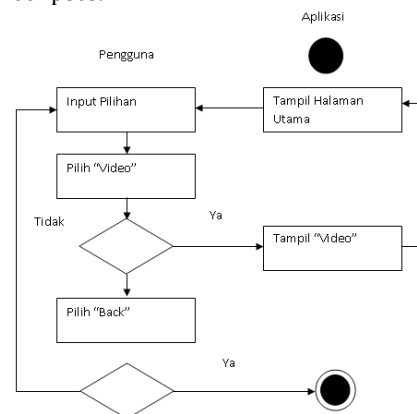 Aplikasi
Pengguna
Input Pilihan
Tampil Halaman
Utama
Pilih "Video"
Tidak
Ya
Tampil "Video"
Pilih "Back"
Ya